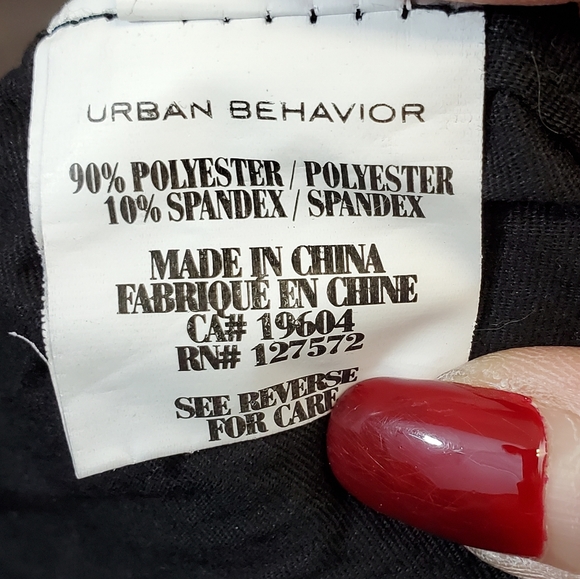 URBAN BEHAVIOR
90% POLYESTER / POLYESTER
10% SPANDEX / SPANDEX
MADE IN CHINA
FABRIQUÉ EN CHINE
CA# 19604
RN# 127572
SEE REVERSE
FOR CARE